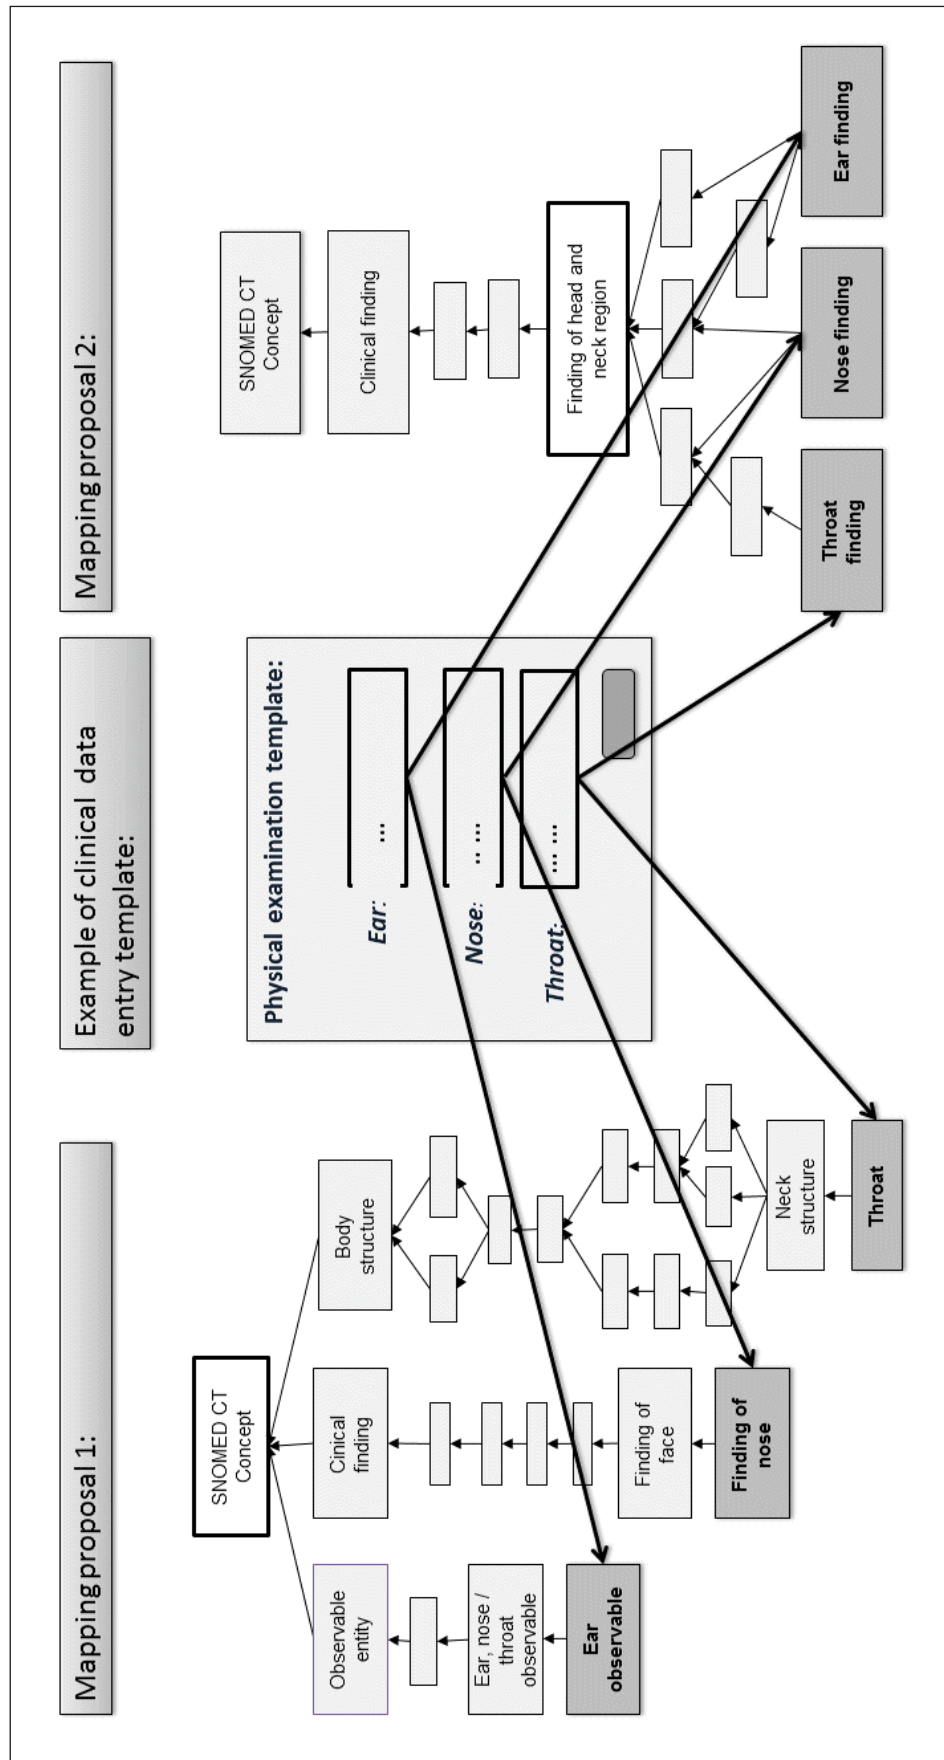 Mapping proposal 1:
Example of clinical data
entry template:
Mapping proposal 2:
SNOMED CT
Concept
Observable
entity
Cinical
finding
Body
structure
Ear, nose /
throat
observable
Finding of
face
Neck
structure
Ear
observable
Finding of
nose
Throat
Physical examination template:
Ear:
...
Nose:
.. ...
Throat:
... ...
SNOMED CT
Concept
Clinical finding
Finding of head and
neck region
Throat
finding
Nose finding
Ear finding